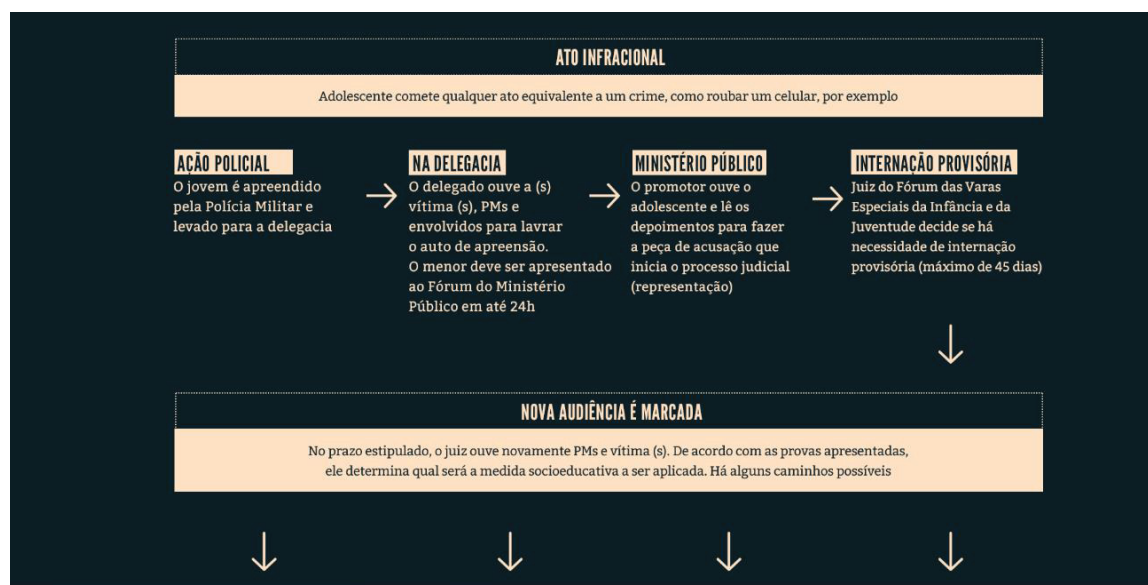 ATO INFRACIONAL
Adolescente comete qualquer ato equivalente a um crime, como roubar um celular, por exemplo
AÇÃO POLICIAL
O jovem é apreendido
pela Polícia Militar e
levado para a delegacia
NA DELEGACIA
O delegado ouve a (s)
vítima (s), PMs e
envolvidos para lavrar
o auto de apreensão.
O menor deve ser apresentado
ao Fórum do Ministério
Público em até 24h
MINISTÉRIO PÚBLICO
O promotor ouve o
adolescente e lê os
depoimentos para fazer
a peça de acusação que
inicia o processo judicial
(representação)
INTERNAÇÃO PROVISÓRIA
Juiz do Fórum das Varas
Especiais da Infância e da
Juventude decide se há
necessidade de internação
provisória (máximo de 45 dias)
NOVA AUDIÊNCIA É MARCADA
No prazo estipulado, o juiz ouve novamente PMs e vítima (s). De acordo com as provas apresentadas,
ele determina qual será a medida socioeducativa a ser aplicada. Há alguns caminhos possíveis